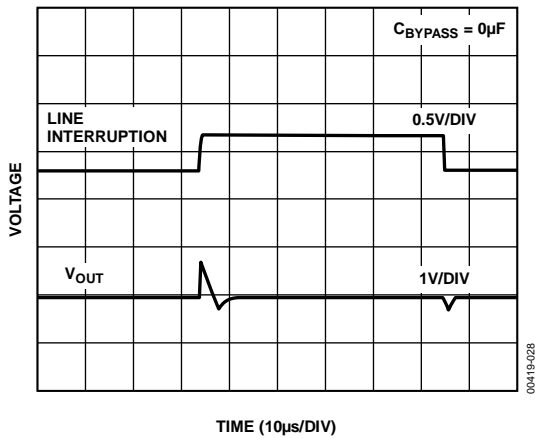 C_BYPASS = 0µF
LINE
INTERRUPTION
0.5V/DIV
VOLTAGE
V_OUT
1V/DIV
00419-028
TIME (10µs/DIV)